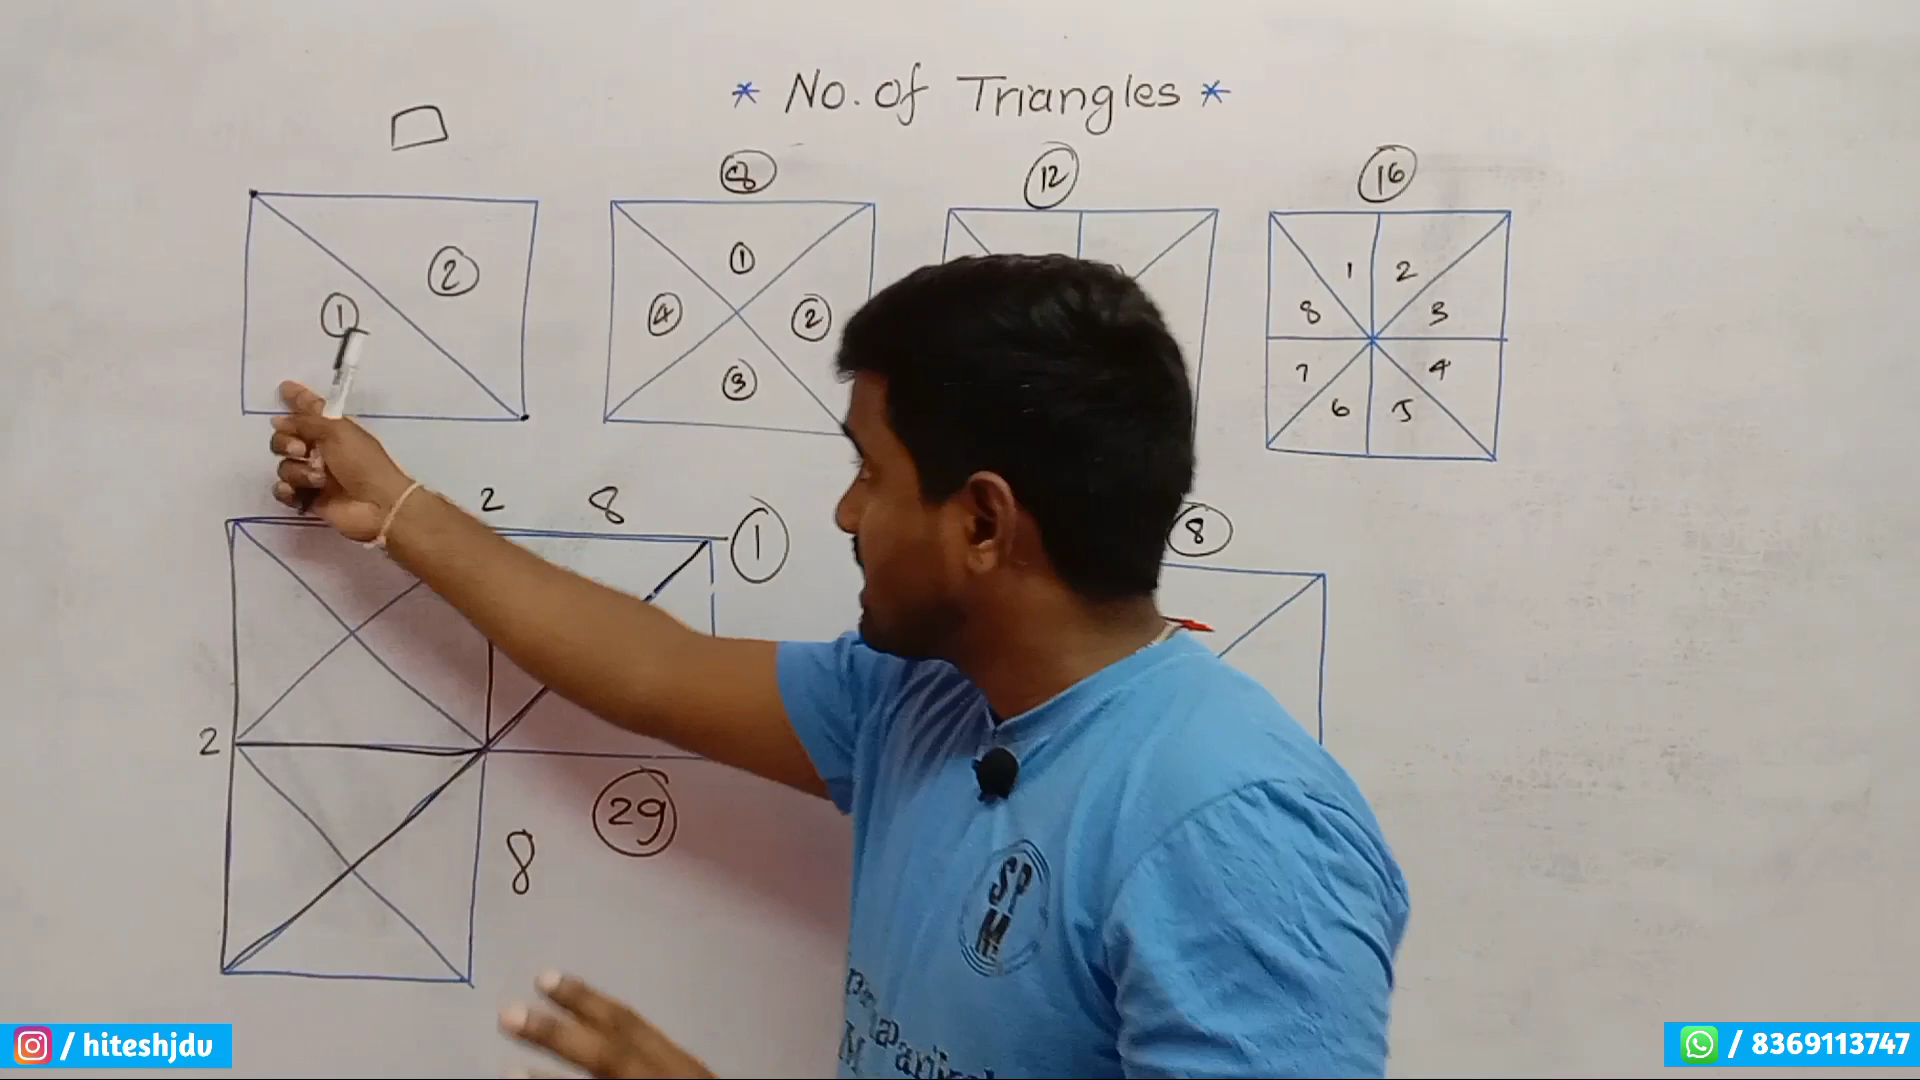 * No. of Triangles *
8 12 16
1 2
1 2 3 4
1 2 3 4 5 6 7 8
2 8 1
8
2
29
8
SP
M
/ hiteshjdu
/ 8369113747